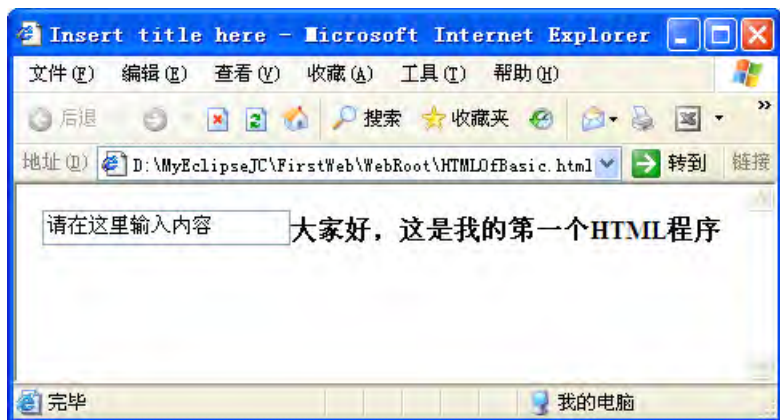 Insert title here - Microsoft Internet Explorer
文件(F) 编辑(E) 查看(V) 收藏(A) 工具(T) 帮助(H)
后退 搜索 收藏夹 »
地址(D) D:\MyEclipseJC\FirstWeb\WebRoot\HTMLOfBasic.html 转到 链接
请在这里输入内容 大家好，这是我的第一个HTML程序
完毕 我的电脑